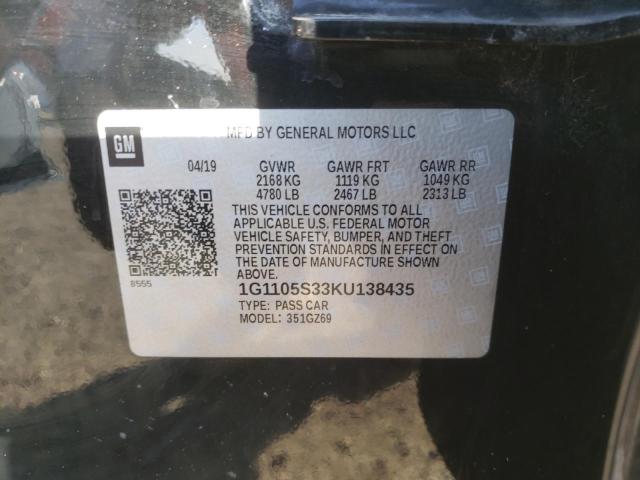 MFD BY GENERAL MOTORS LLC
GM
04/19 GVWR GAWR FRT GAWR RR
2168 KG 1119 KG 1049 KG
4780 LB 2467 LB 2313 LB
THIS VEHICLE CONFORMS TO ALL
APPLICABLE U.S. FEDERAL MOTOR
VEHICLE SAFETY, BUMPER, AND THEFT
PREVENTION STANDARDS IN EFFECT ON
THE DATE OF MANUFACTURE SHOWN
ABOVE.
8555
1G1105S33KU138435
TYPE: PASS CAR
MODEL: 351GZ69